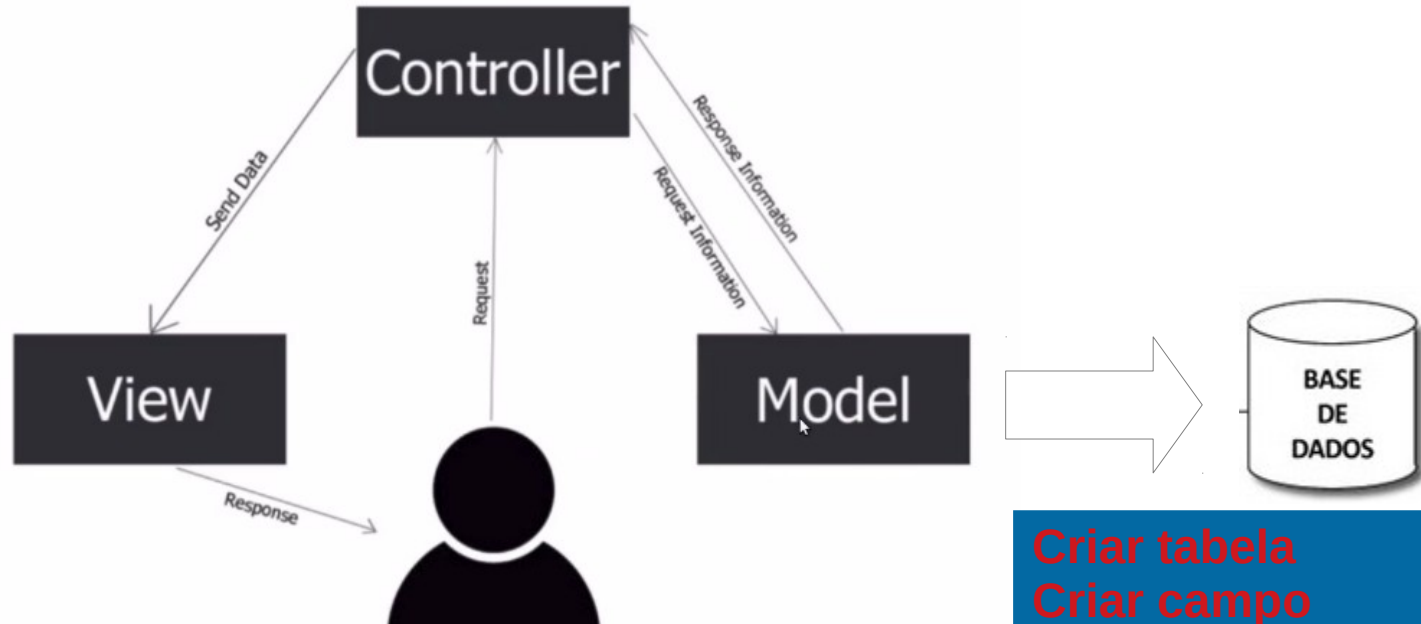 Controller
Send Data
Request
Request Information
Response Information
View
Model
Response
BASE
DE
DADOS
Criar tabela
Criar campo